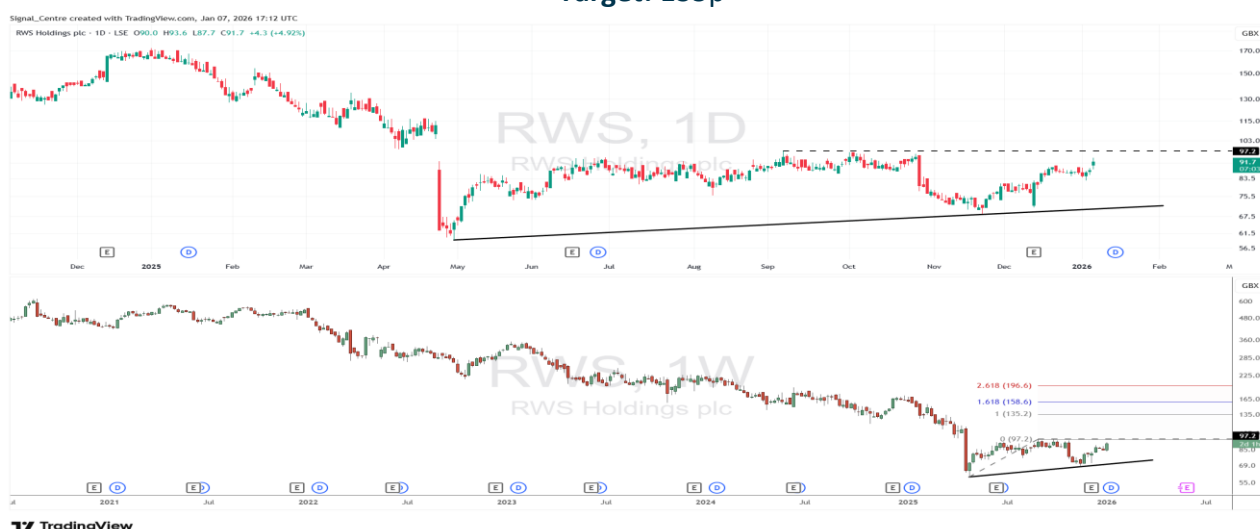 Signal_Centre created with TradingView.com, Jan 07, 2026 17:12 UTC
RWS Holdings plc · 1D · LSE O90.0 H93.6 L87.7 C91.7 +4.3 (+4.92%)
GBX
170.0
150.0
130.0
115.0
103.0
97.2
91.7
83.5
75.5
67.5
61.5
56.5
RWS, 1D
RWS Holdings plc
E D E D E D
Dec 2025 Feb Mar Apr May Jun Jul Aug Sep Oct Nov Dec 2026 Feb M
GBX
600
480.0
360.0
285.0
225.0
165.0
135.0
97.2
85.0
69.0
55.0
RWS, 1W
RWS Holdings plc
2.618 (196.6)
1.618 (158.6)
1 (135.2)
0 (97.2)
E D E D E D E D E D E D E D E D E D E D E D E
2021 Jul 2022 Jul 2023 Jul 2024 Jul 2025 Jul 2026 Jul
TradingView